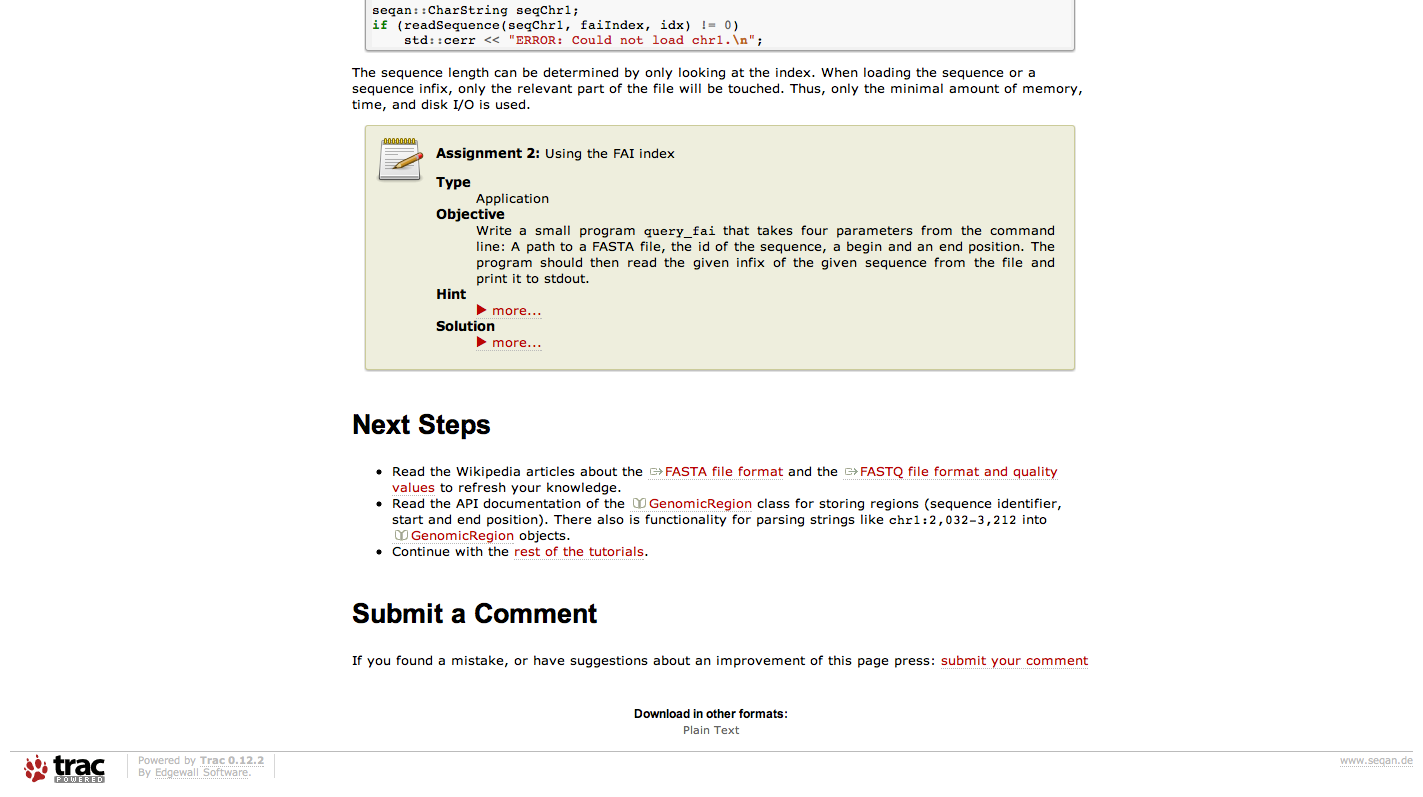 seqan::CharString seqChr1;
if (readSequence(seqChr1, faiIndex, idx) != 0)
    std::cerr << "ERROR: Could not load chr1.\n";
The sequence length can be determined by only looking at the index. When loading the sequence or a
sequence infix, only the relevant part of the file will be touched. Thus, only the minimal amount of memory,
time, and disk I/O is used.
Assignment 2: Using the FAI index
Type
Application
Objective
Write a small program query_fai that takes four parameters from the command
line: A path to a FASTA file, the id of the sequence, a begin and an end position. The
program should then read the given infix of the given sequence from the file and
print it to stdout.
Hint
more...
Solution
more...
Next Steps
• Read the Wikipedia articles about the FASTA file format and the FASTQ file format and quality
values to refresh your knowledge.
• Read the API documentation of the GenomicRegion class for storing regions (sequence identifier,
start and end position). There also is functionality for parsing strings like chr1:2,032-3,212 into
GenomicRegion objects.
• Continue with the rest of the tutorials.
Submit a Comment
If you found a mistake, or have suggestions about an improvement of this page press: submit your comment
Download in other formats:
Plain Text
trac
POWERED
Powered by Trac 0.12.2
By Edgewall Software.
www.seqan.de